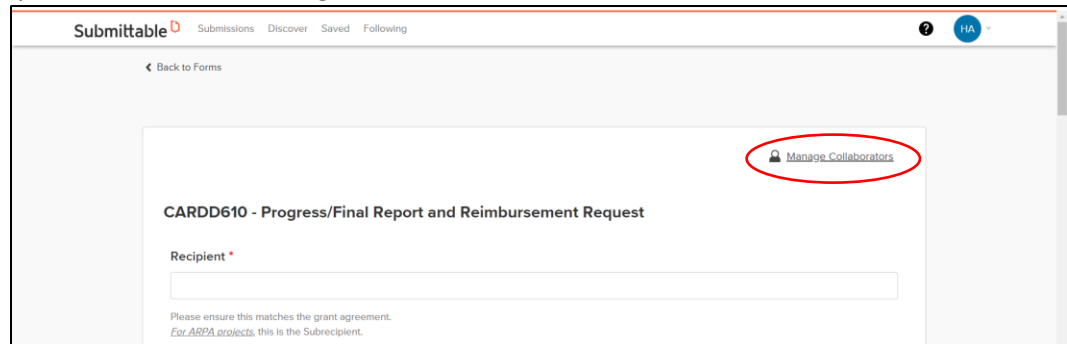 Submittable Submissions Discover Saved Following ? HA
Back to Forms
Manage Collaborators
CARDD610 - Progress/Final Report and Reimbursement Request
Recipient *
Please ensure this matches the grant agreement.
For ARPA projects, this is the Subrecipient.